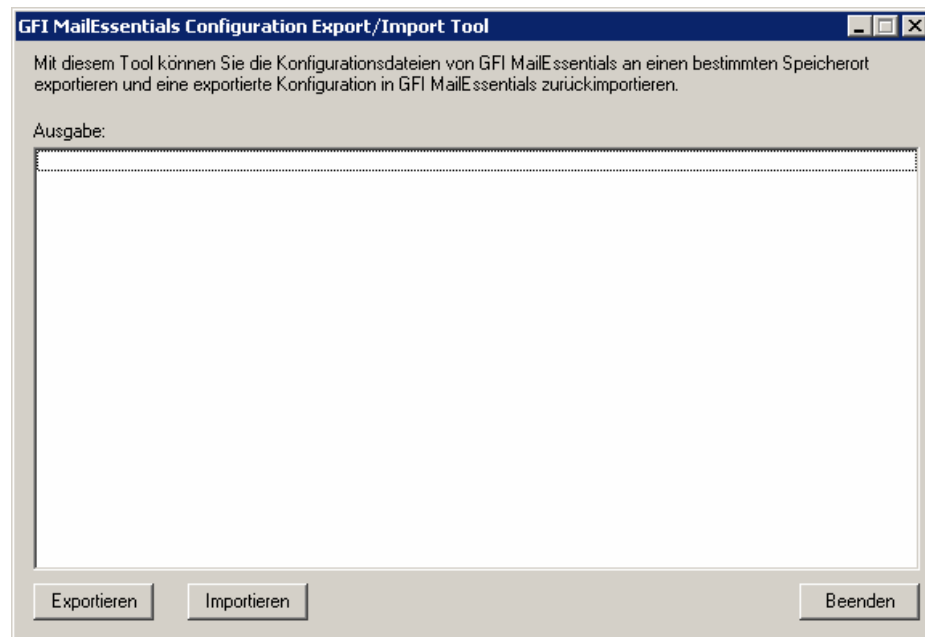 GFI MailEssentials Configuration Export/Import Tool
Mit diesem Tool können Sie die Konfigurationsdateien von GFI MailEssentials an einen bestimmten Speicherort
exportieren und eine exportierte Konfiguration in GFI MailEssentials zurückimportieren.
Ausgabe:
Exportieren
Importieren
Beenden